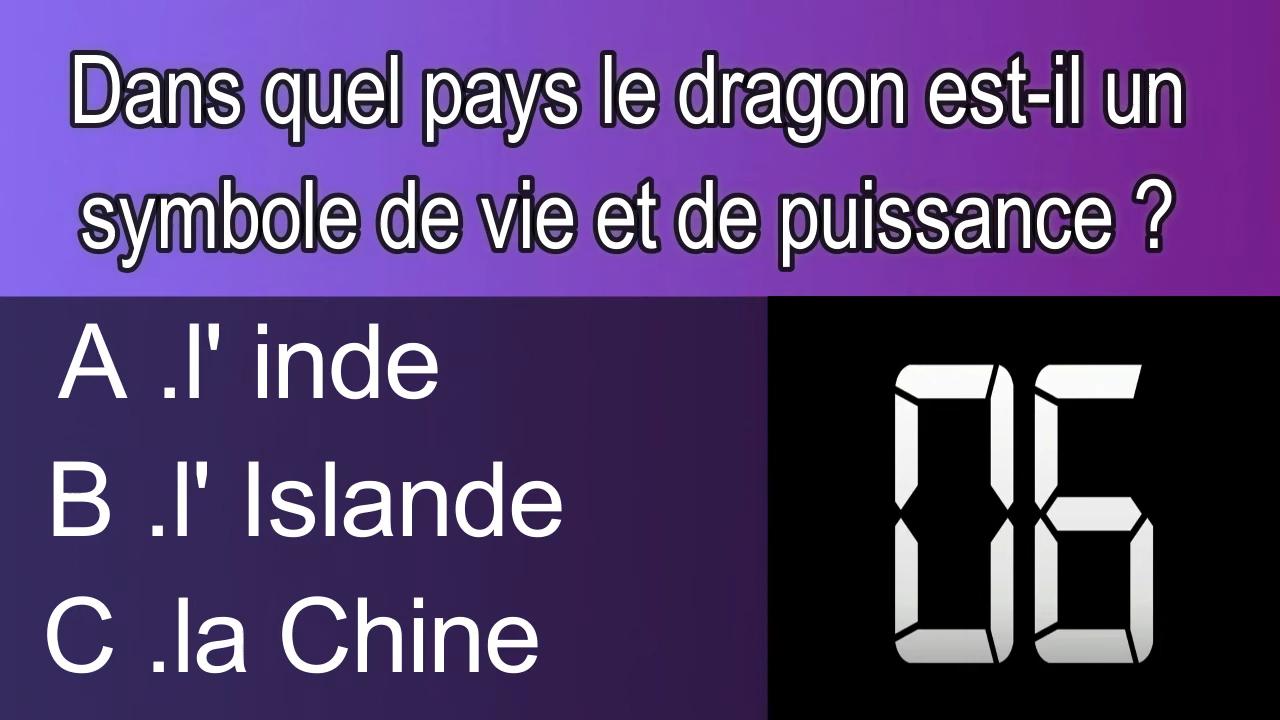 Dans quel pays le dragon est-il un
symbole de vie et de puissance ?
A .l' inde
B .l' Islande
C .la Chine
06